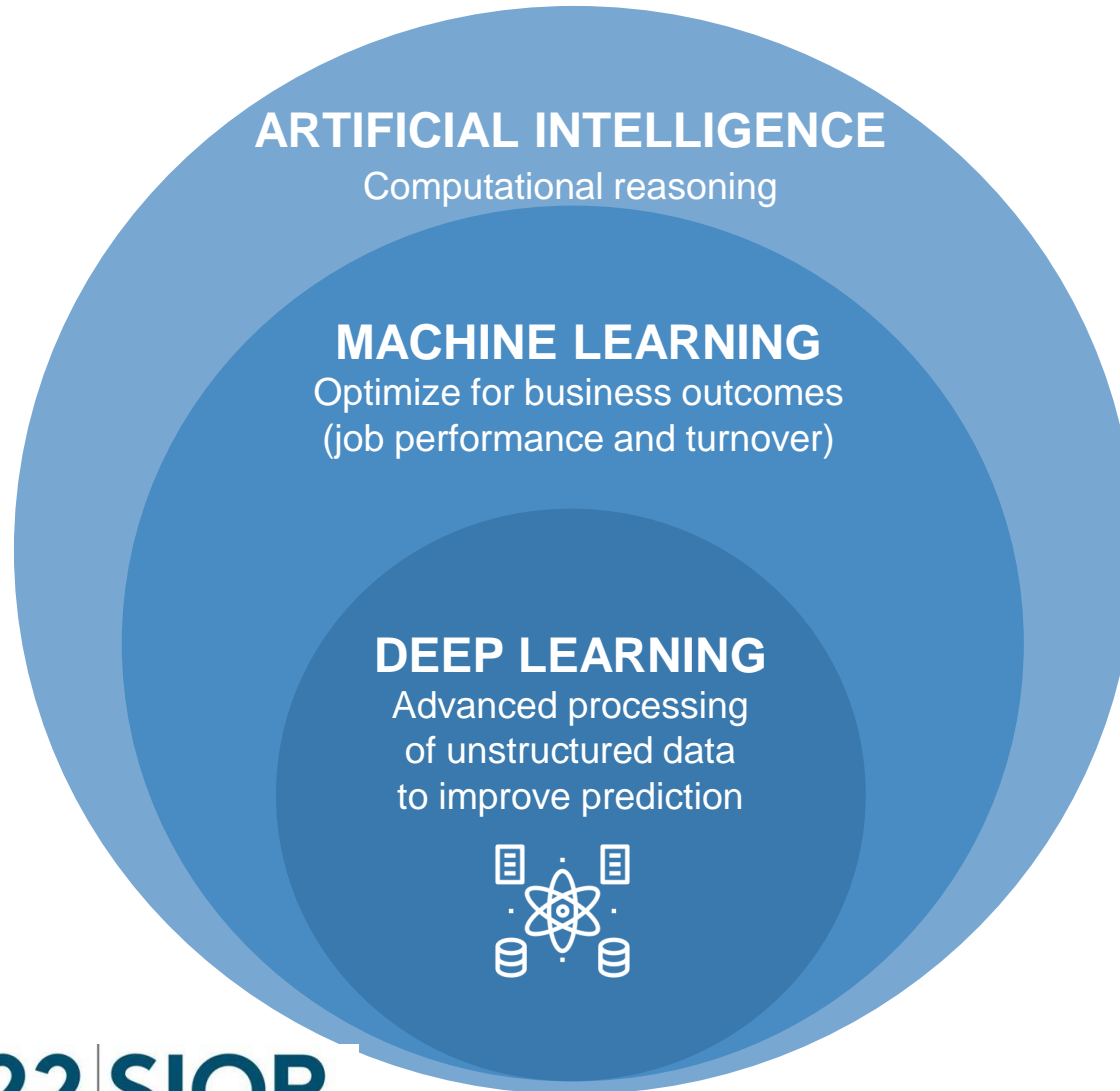 ARTIFICIAL INTELLIGENCE
Computational reasoning
MACHINE LEARNING
Optimize for business outcomes
(job performance and turnover)
DEEP LEARNING
Advanced processing
of unstructured data
to improve prediction
22 SIOP